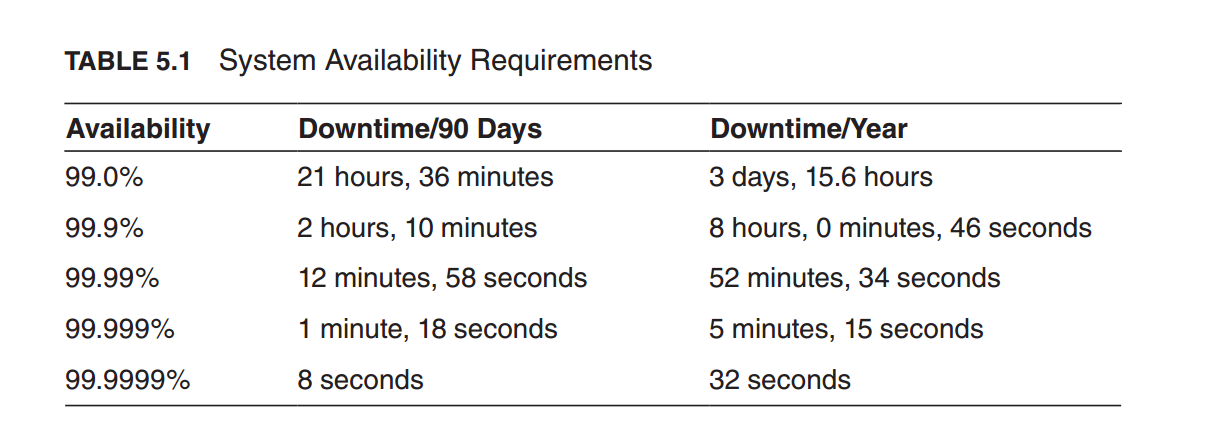 TABLE 5.1 System Availability Requirements
Availability Downtime/90 Days Downtime/Year
99.0% 21 hours, 36 minutes 3 days, 15.6 hours
99.9% 2 hours, 10 minutes 8 hours, 0 minutes, 46 seconds
99.99% 12 minutes, 58 seconds 52 minutes, 34 seconds
99.999% 1 minute, 18 seconds 5 minutes, 15 seconds
99.9999% 8 seconds 32 seconds